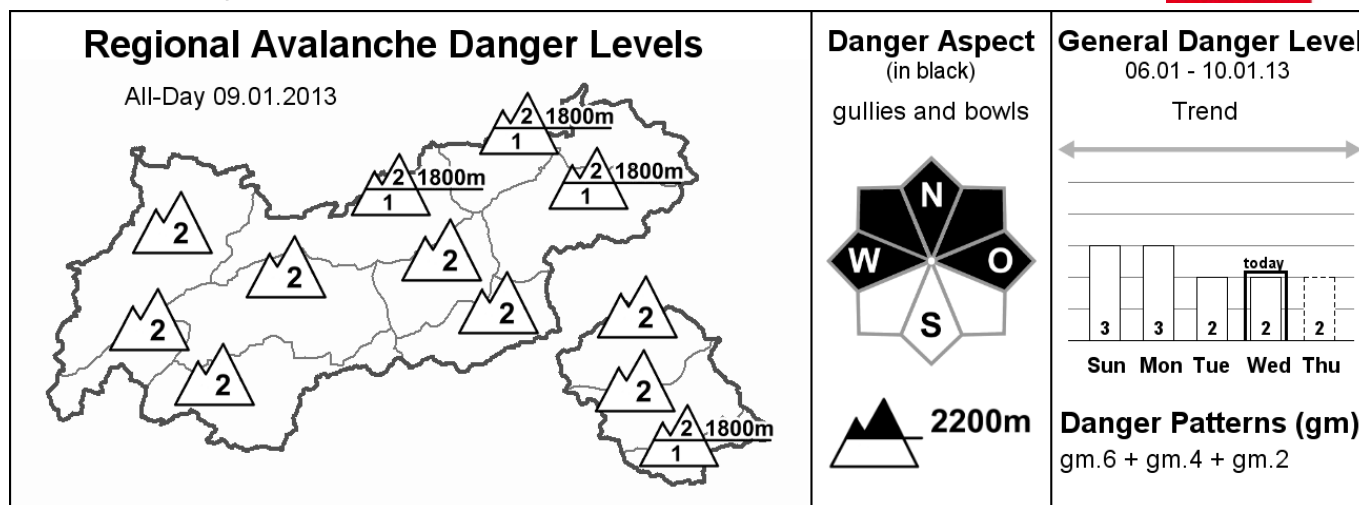 Regional Avalanche Danger Levels
All-Day 09.01.2013
2 1800m
1
2 1800m
1
2 1800m
1
2
2
2
2
2
2
2
2
2 1800m
1
Danger Aspect
(in black)
gullies and bowls
N
W O
S
2200m
General Danger Level
06.01 - 10.01.13
Trend
today
3 3 2 2 2
Sun Mon Tue Wed Thu
Danger Patterns (gm)
gm.6 + gm.4 + gm.2